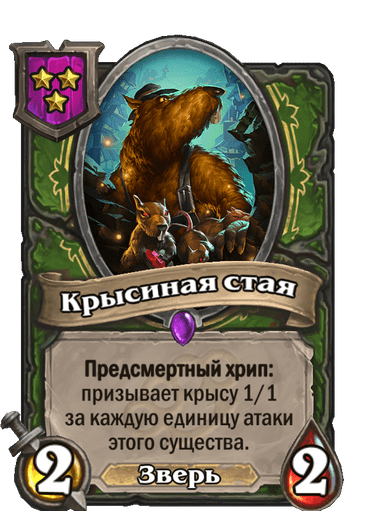 Крысиная стая
Предсмертный хрип:
призывает крысу 1/1
за каждую единицу атаки
этого существа.
2
Зверь
2